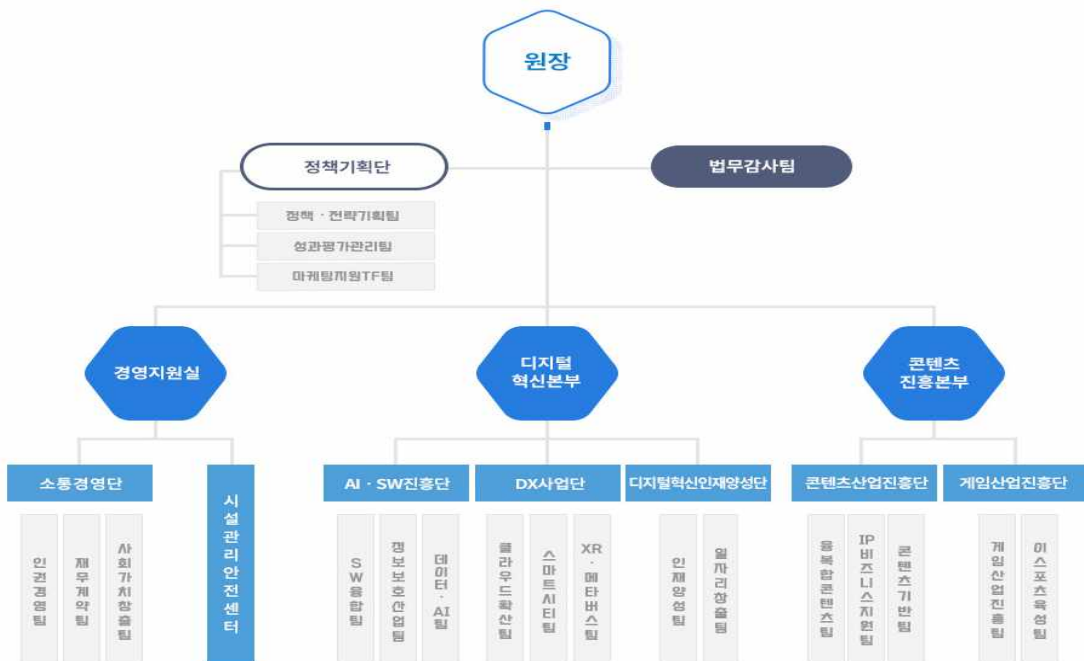 원장
정책기획단
법무감사팀
정책 · 전략기획팀
성과평가관리팀
마케팅지원TF팀
경영지원실
디지털
혁신본부
콘텐츠
진흥본부
소통경영단
시설관리안전센터
AI · SW진흥단
DX사업단
디지털혁신인재양성단
콘텐츠산업진흥단
게임산업진흥단
인권경영팀
재무계약팀
사회가치창출팀
SW융합팀
정보보호산업팀
데이터·AI팀
클라우드확산팀
스마트시티팀
XR·메타버스팀
인재양성팀
일자리창출팀
융복합콘텐츠팀
IP비즈니스지원팀
콘텐츠기반팀
게임산업진흥팀
이스포츠육성팀